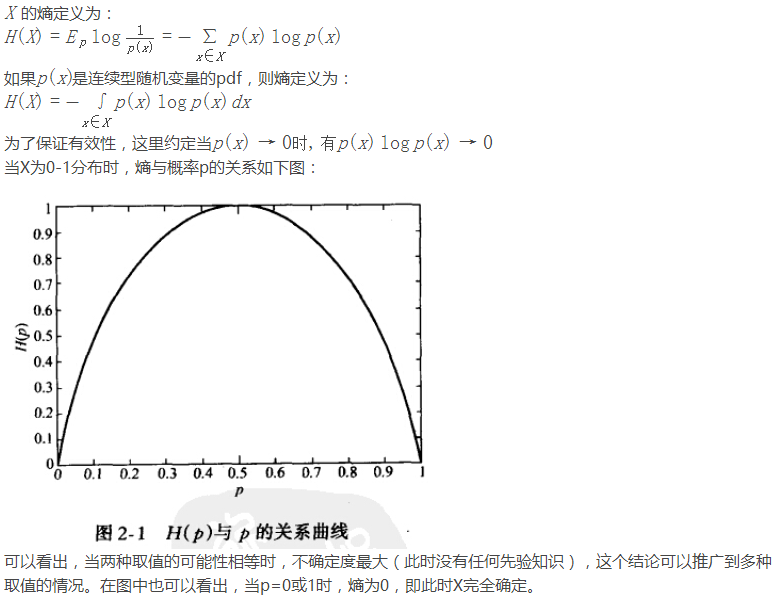 X 的熵定义为：
H(X) = E_p log 1/p(x) = − ∑_{x∈X} p(x) log p(x)
如果p(x)是连续型随机变量的pdf，则熵定义为：
H(X) = − ∫_{x∈X} p(x) log p(x) dx
为了保证有效性，这里约定当p(x) → 0时, 有p(x) log p(x) → 0
当X为0-1分布时，熵与概率p的关系如下图：
1
0.9
0.8
0.7
0.6
0.5
0.4
0.3
0.2
0.1
0
H(p)
0 0.1 0.2 0.3 0.4 0.5 0.6 0.7 0.8 0.9 1
p
图 2-1 H(p)与 p 的关系曲线
可以看出，当两种取值的可能性相等时，不确定度最大（此时没有任何先验知识），这个结论可以推广到多种
取值的情况。在图中也可以看出，当p=0或1时，熵为0，即此时X完全确定。